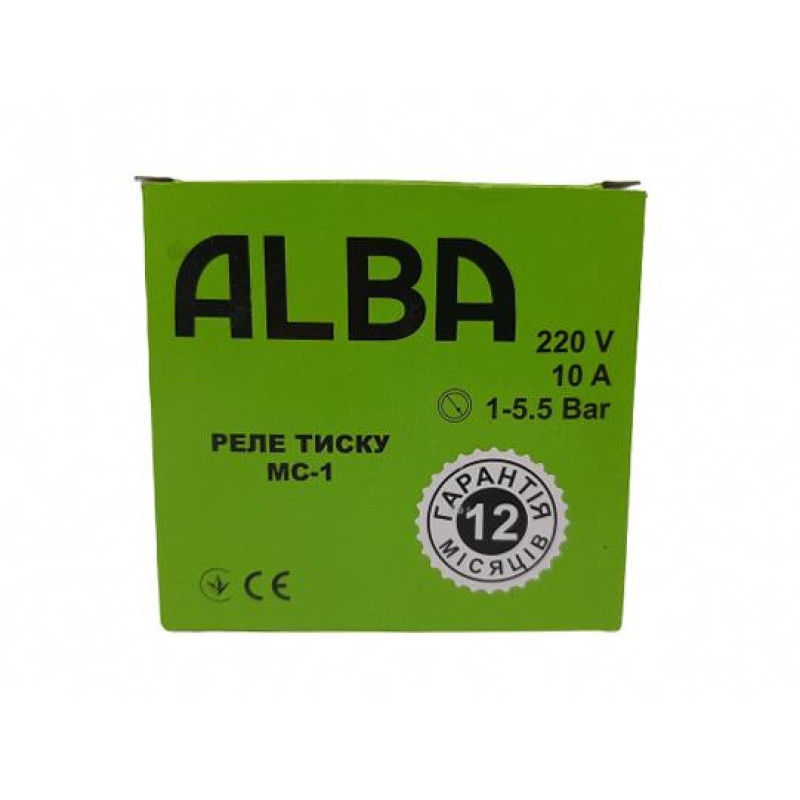 ALBA
220 V
10 A
1-5.5 Bar
РЕЛЕ ТИСКУ
МС-1
ГАРАНТІЯ
12
МІСЯЦІВ
CE